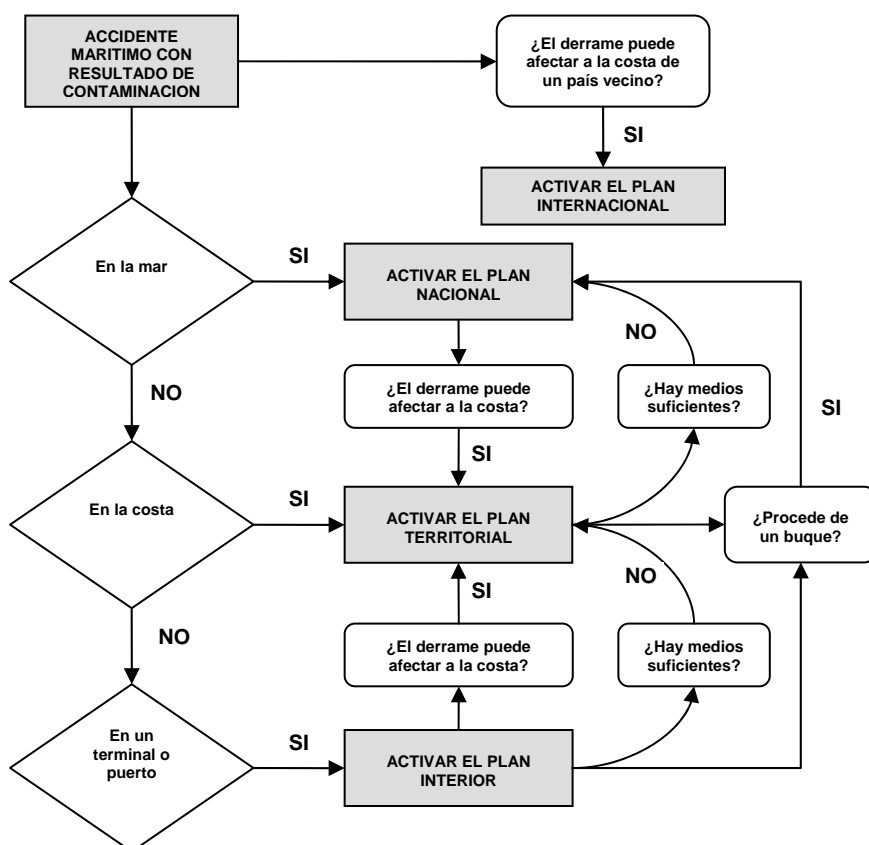 ACCIDENTE
MARITIMO CON
RESULTADO DE
CONTAMINACION
¿El derrame puede
afectar a la costa de
un país vecino?
SI
ACTIVAR EL PLAN
INTERNACIONAL
En la mar
SI
ACTIVAR EL PLAN
NACIONAL
NO
NO
¿El derrame puede
afectar a la costa?
¿Hay medios
suficientes?
SI
SI
En la costa
SI
ACTIVAR EL PLAN
TERRITORIAL
¿Procede de
un buque?
SI
NO
NO
¿El derrame puede
afectar a la costa?
¿Hay medios
suficientes?
En un
terminal o
puerto
SI
ACTIVAR EL PLAN
INTERIOR